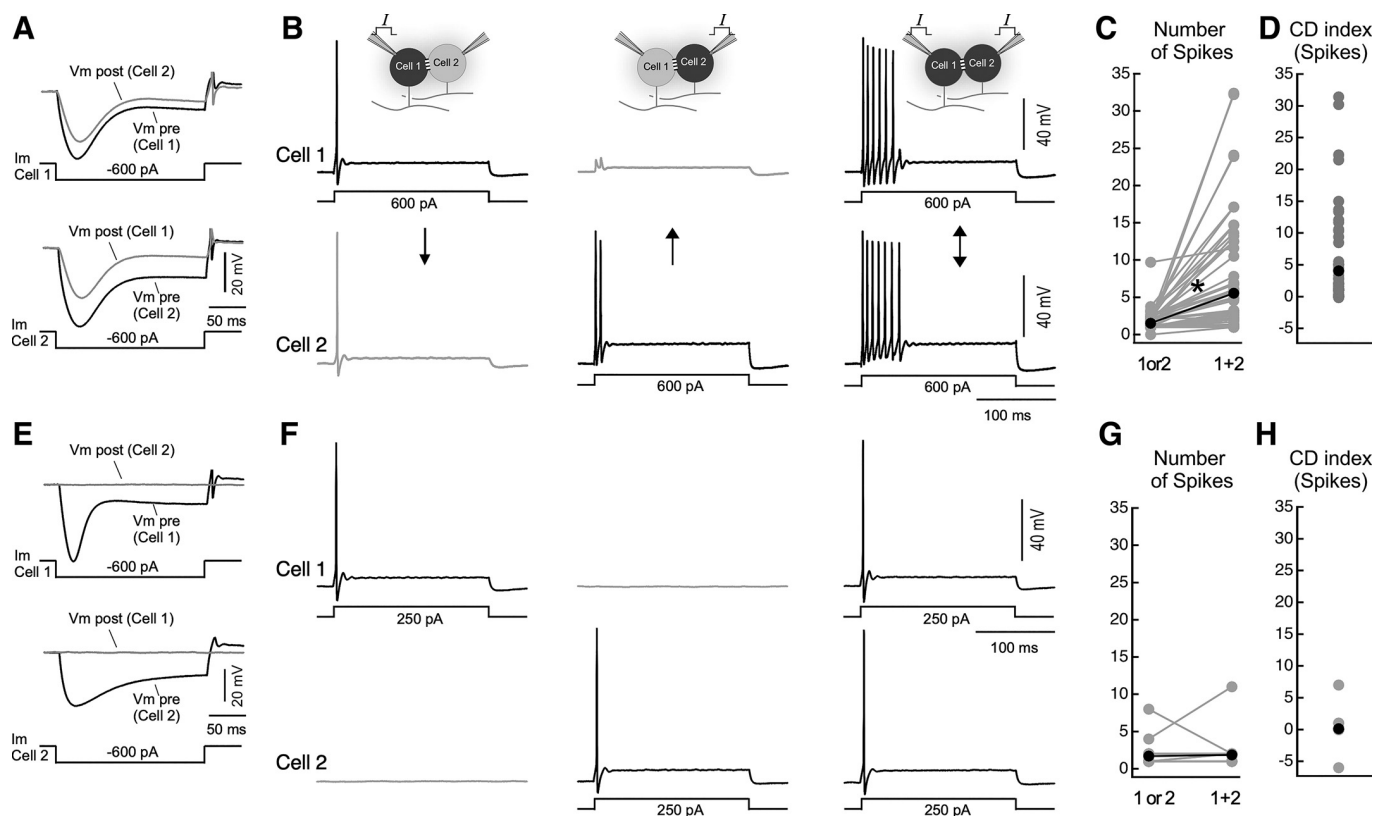 A
Vm post (Cell 2)
Vm pre
(Cell 1)
Im
Cell 1
-600 pA
Vm post (Cell 1)
Vm pre
(Cell 2)
20 mV
50 ms
Im
Cell 2
-600 pA
B
I
Cell 1
Cell 2
I
Cell 1
Cell 2
I
I
Cell 1
Cell 2
40 mV
Cell 1
600 pA
600 pA
40 mV
Cell 2
600 pA
600 pA
100 ms
C
Number
of Spikes
35
30
25
20
15
10
5
0
*
1or2
1+2
D
CD index
(Spikes)
35
30
25
20
15
10
5
0
-5
E
Vm post (Cell 2)
Vm pre
(Cell 1)
Im
Cell 1
-600 pA
Vm post (Cell 1)
Vm pre
(Cell 2)
20 mV
50 ms
Im
Cell 2
-600 pA
F
40 mV
Cell 1
250 pA
250 pA
100 ms
Cell 2
250 pA
250 pA
G
Number
of Spikes
35
30
25
20
15
10
5
0
1 or 2
1+2
H
CD index
(Spikes)
35
30
25
20
15
10
5
0
-5